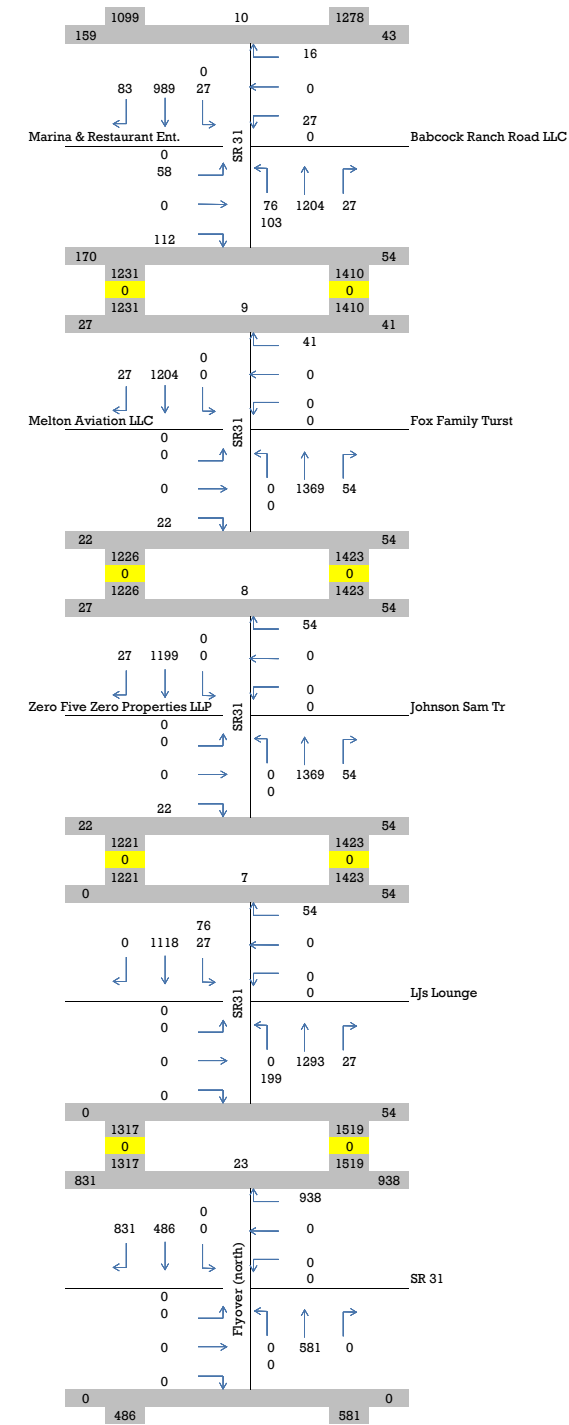 1099 10 1278
159 43
16
0
83 989 27 0
27
Marina & Restaurant Ent. SR 31 0 Babcock Ranch Road LLC
0
58
0 76 1204 27
103
112
170 54
1231 1410
0 0
1231 9 1410
27 41
41
0
27 1204 0 0
0
Melton Aviation LLC SR31 0 Fox Family Turst
0
0
0 0 1369 54
0
22
22 54
1226 1423
0 0
1226 8 1423
27 54
54
0
27 1199 0 0
0
Zero Five Zero Properties LLP SR31 0 Johnson Sam Tr
0
0
0 0 1369 54
0
22
22 54
1221 1423
0 0
1221 7 1423
0 54
54
76
0 1118 27 0
0
SR31 0 LJs Lounge
0
0
0 0 1293 27
199
0
0 54
1317 1519
0 0
1317 23 1519
831 938
938
0
831 486 0 0
0
Flyover (north) 0 SR 31
0
0
0 0 581 0
0
0
0 0
486 581